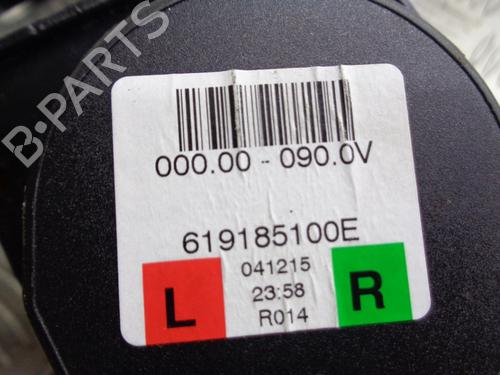 B-PARTS
000.00 - 090.0V
619185100E
041215
L 23:58 R
R014